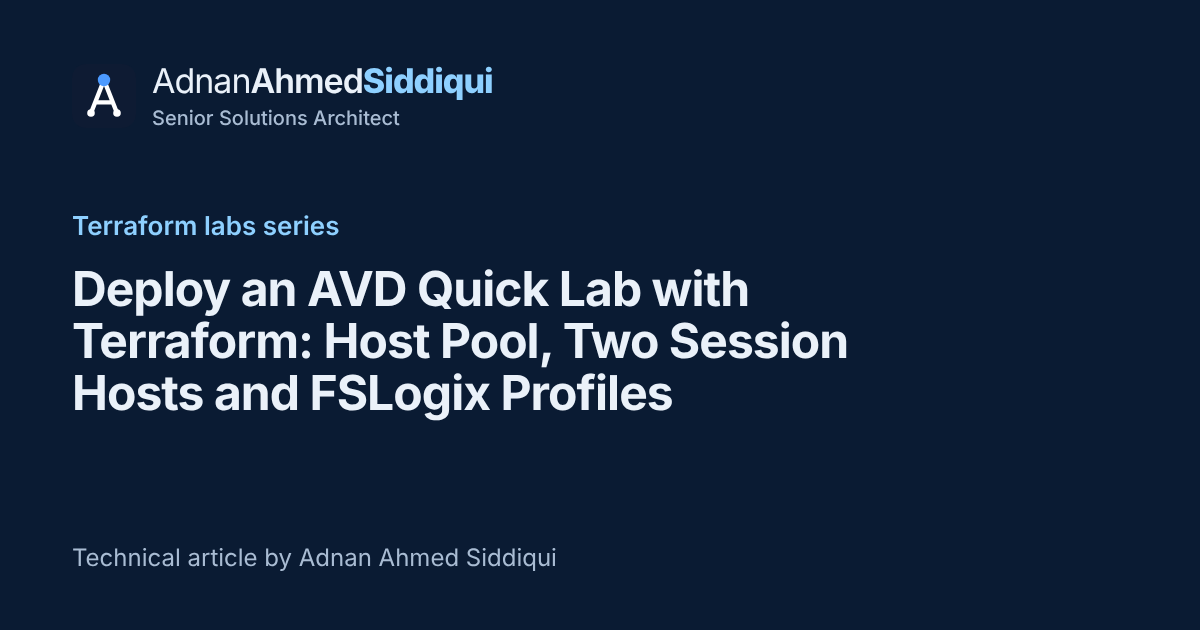 AdnanAhmedSiddiqui
Senior Solutions Architect
Terraform labs series
Deploy an AVD Quick Lab with
Terraform: Host Pool, Two Session
Hosts and FSLogix Profiles
Technical article by Adnan Ahmed Siddiqui